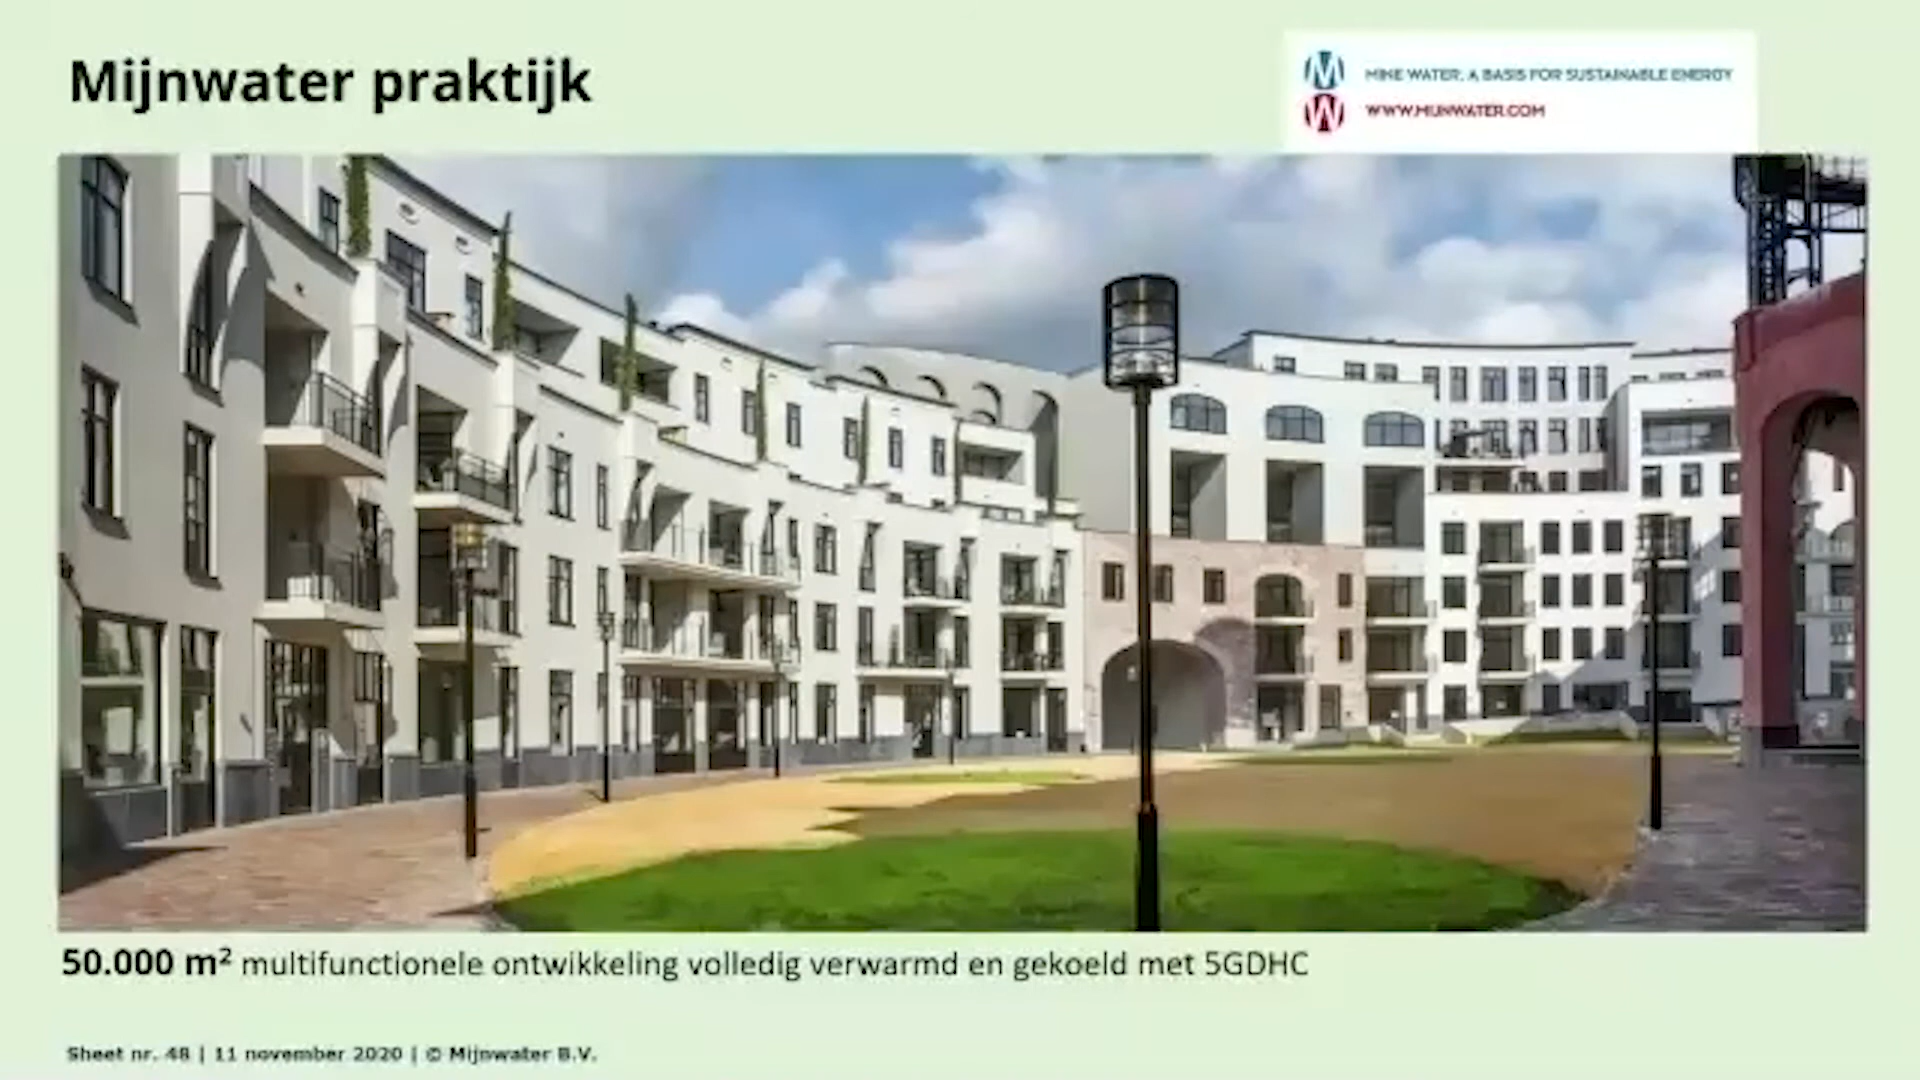 Mijnwater praktijk
MINE WATER. A BASIS FOR SUSTAINABLE ENERGY
WWW.MIJNWATER.COM
50.000 m² multifunctionele ontwikkeling volledig verwarmd en gekoeld met 5GDHC
Sheet nr. 48 | 11 november 2020 | © Mijnwater B.V.